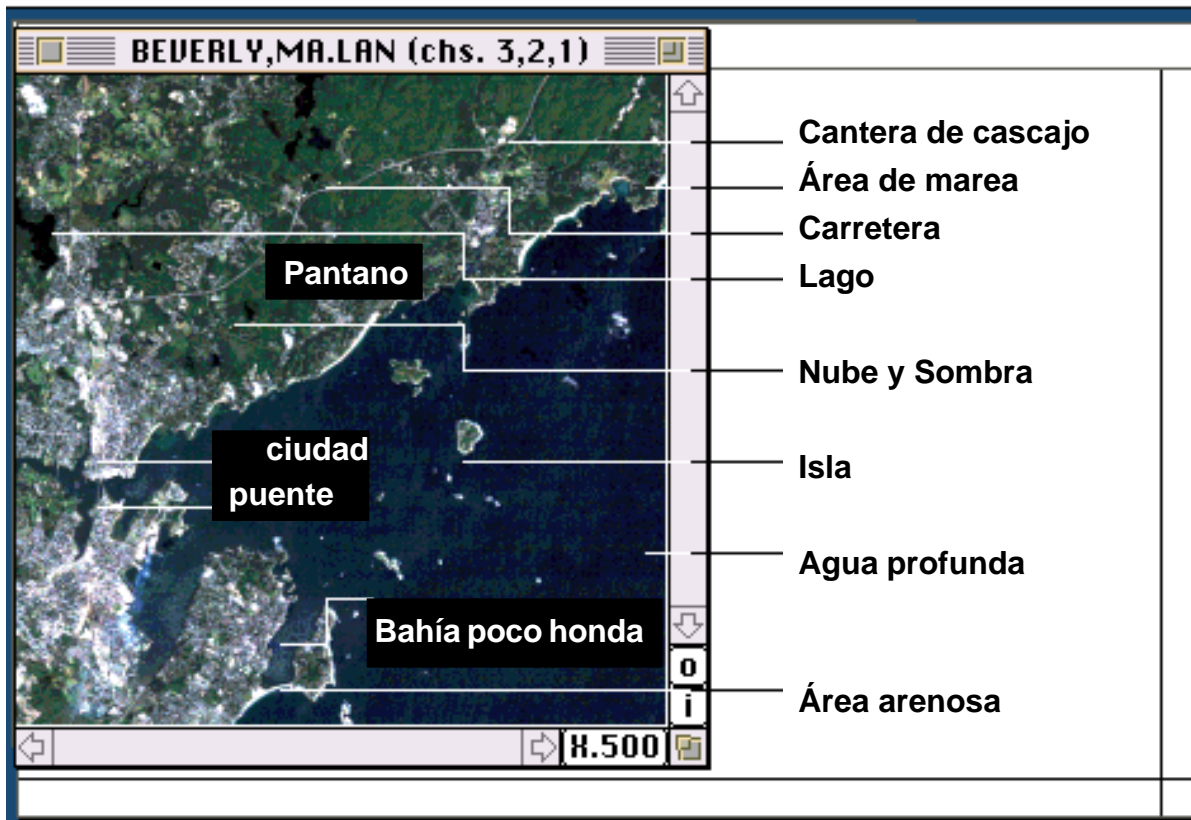 BEVERLY,MA.LAN (chs. 3,2,1)
Cantera de cascajo
Área de marea
Carretera
Pantano
Lago
Nube y Sombra
ciudad
Isla
puente
Agua profunda
Bahía poco honda
o
Área arenosa
i
X.500